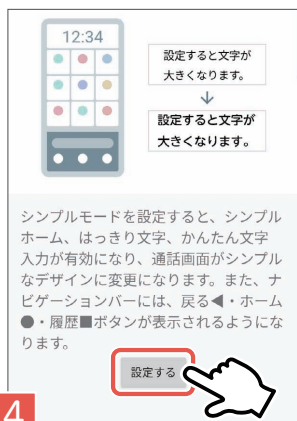 12:34
設定すると文字が
大きくなります。
設定すると文字が
大きくなります。
シンプルモードを設定すると、シンプル
ホーム、はっきり文字、かんたん文字
入力が有効になり、通話画面がシンプル
なデザインに変更になります。また、ナ
ビゲーションバーには、戻る◀・ホーム
●・履歴■ボタンが表示されるようにな
ります。
設定する
4